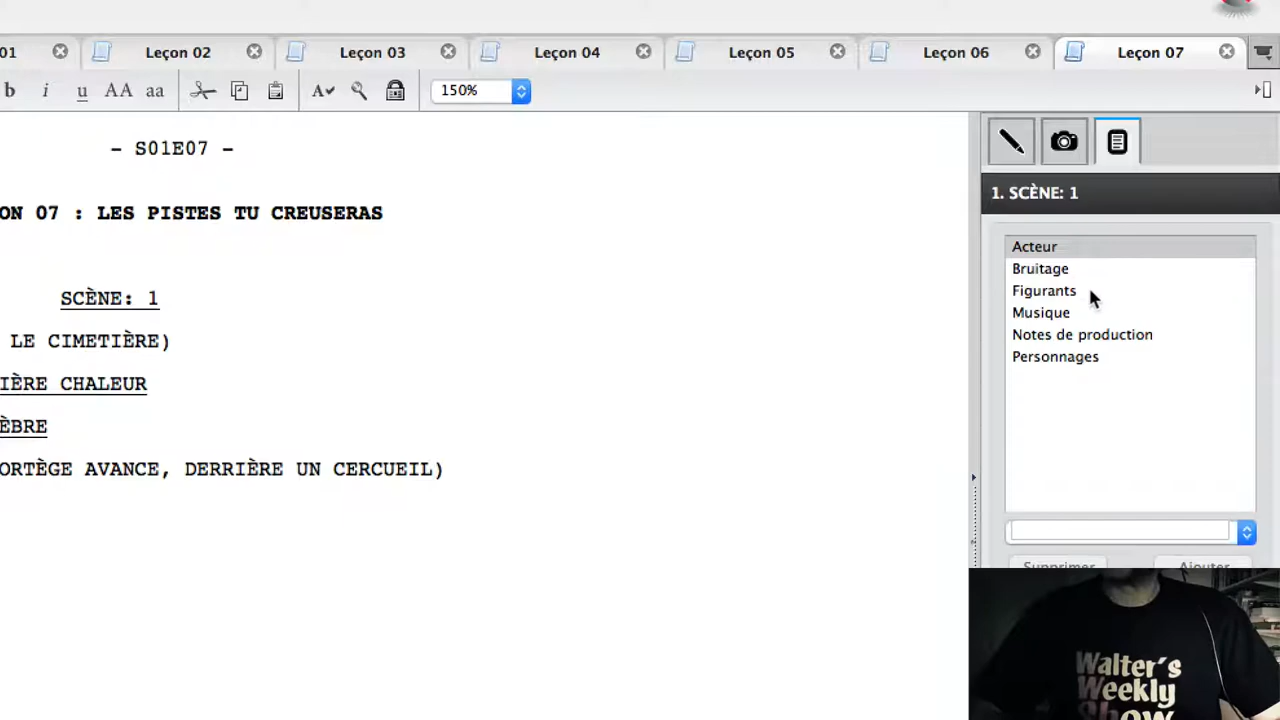 01 Leçon 02 Leçon 03 Leçon 04 Leçon 05 Leçon 06 Leçon 07
b i u AA aa A 150%
- S01E07 -
ON 07 : LES PISTES TU CREUSERAS
SCÈNE: 1
LE CIMETIÈRE)
IÈRE CHALEUR
ÈBRE
ORTÈGE AVANCE, DERRIÈRE UN CERCUEIL)
1. SCÈNE: 1
Acteur
Bruitage
Figurants
Musique
Notes de production
Personnages
Supprimer Ajouter
Walter's
Weekly
Show